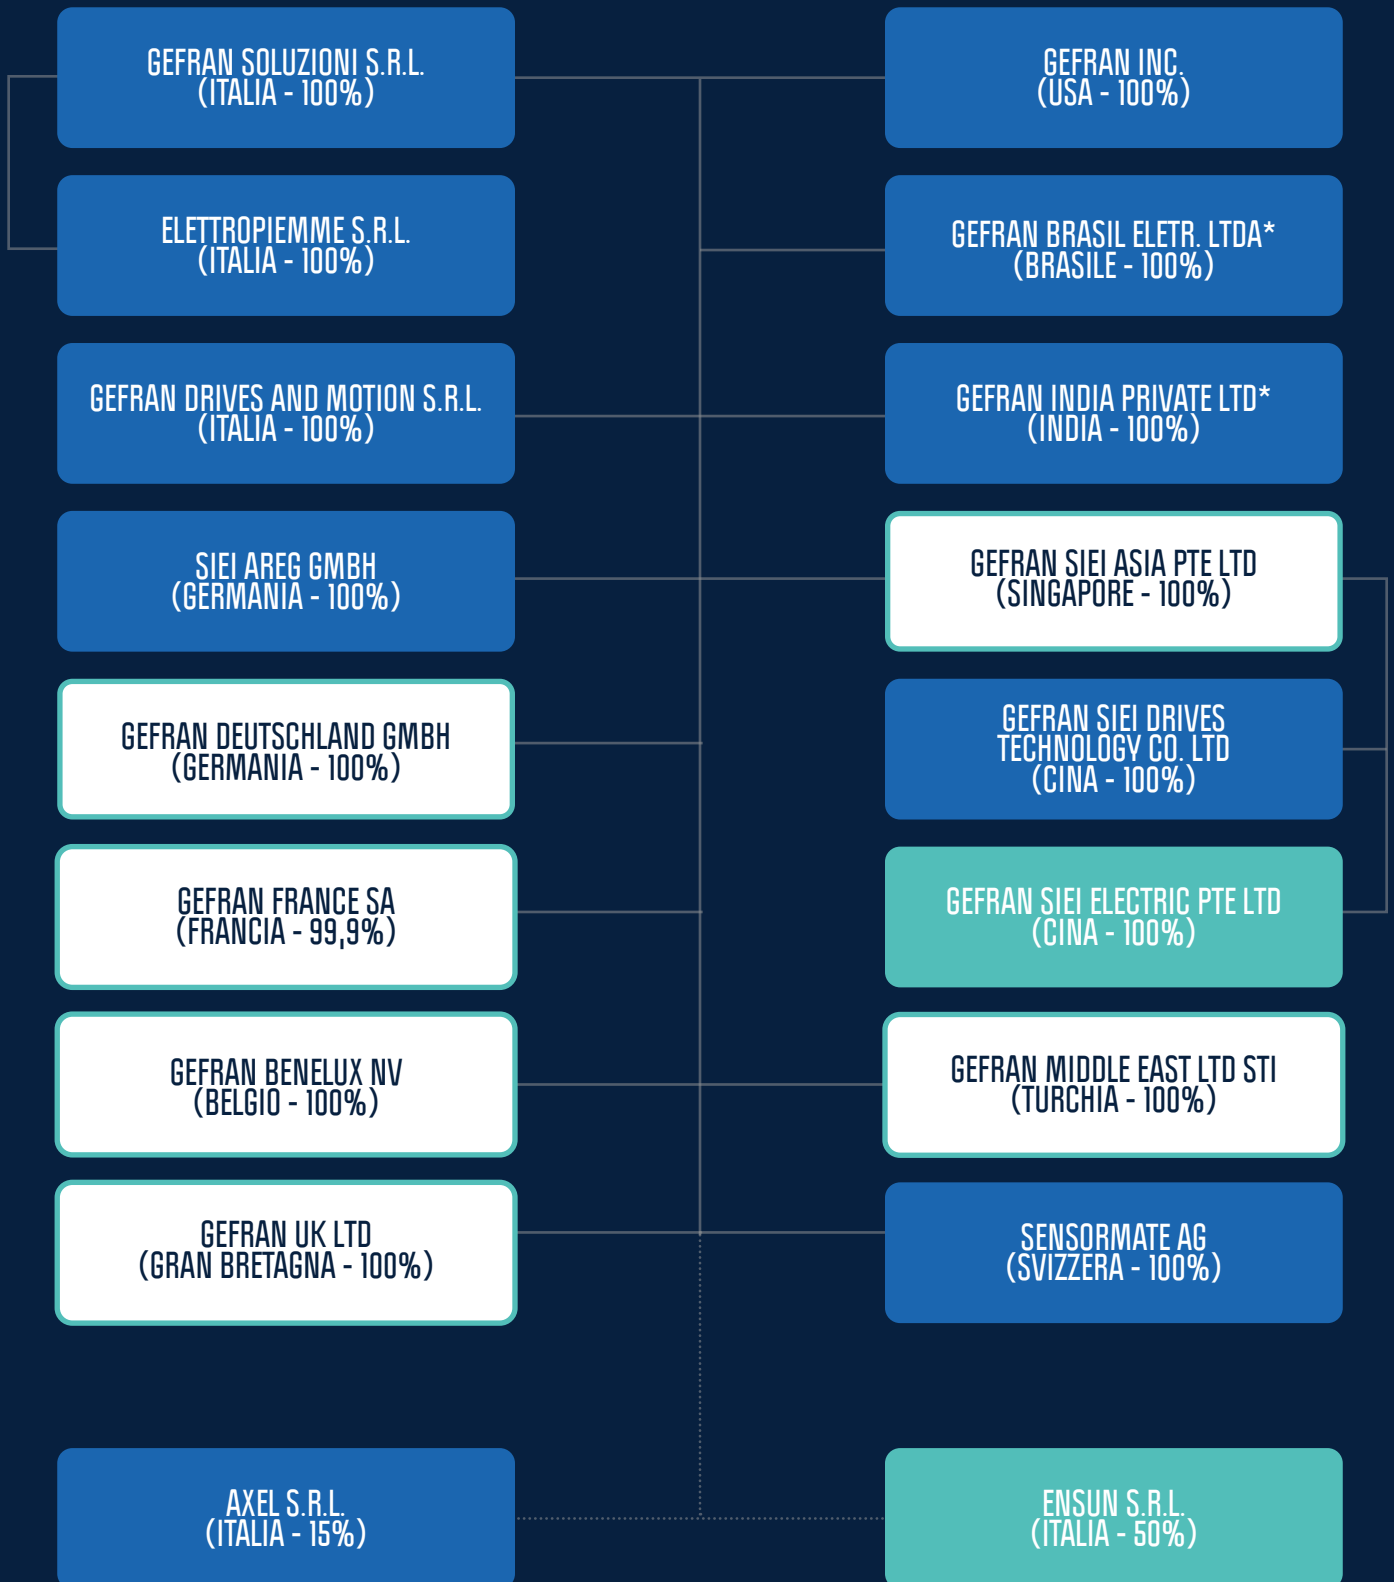 GEFRAN SOLUZIONI S.R.L.
(ITALIA - 100%)
GEFRAN INC.
(USA - 100%)
ELETTROPIEMME S.R.L.
(ITALIA - 100%)
GEFRAN BRASIL ELETR. LTDA*
(BRASILE - 100%)
GEFRAN DRIVES AND MOTION S.R.L.
(ITALIA - 100%)
GEFRAN INDIA PRIVATE LTD*
(INDIA - 100%)
SIEI AREG GMBH
(GERMANIA - 100%)
GEFRAN SIEI ASIA PTE LTD
(SINGAPORE - 100%)
GEFRAN DEUTSCHLAND GMBH
(GERMANIA - 100%)
GEFRAN SIEI DRIVES
TECHNOLOGY CO. LTD
(CINA - 100%)
GEFRAN FRANCE SA
(FRANCIA - 99,9%)
GEFRAN SIEI ELECTRIC PTE LTD
(CINA - 100%)
GEFRAN BENELUX NV
(BELGIO - 100%)
GEFRAN MIDDLE EAST LTD STI
(TURCHIA - 100%)
GEFRAN UK LTD
(GRAN BRETAGNA - 100%)
SENSORMATE AG
(SVIZZERA - 100%)
AXEL S.R.L.
(ITALIA - 15%)
ENSUN S.R.L.
(ITALIA - 50%)